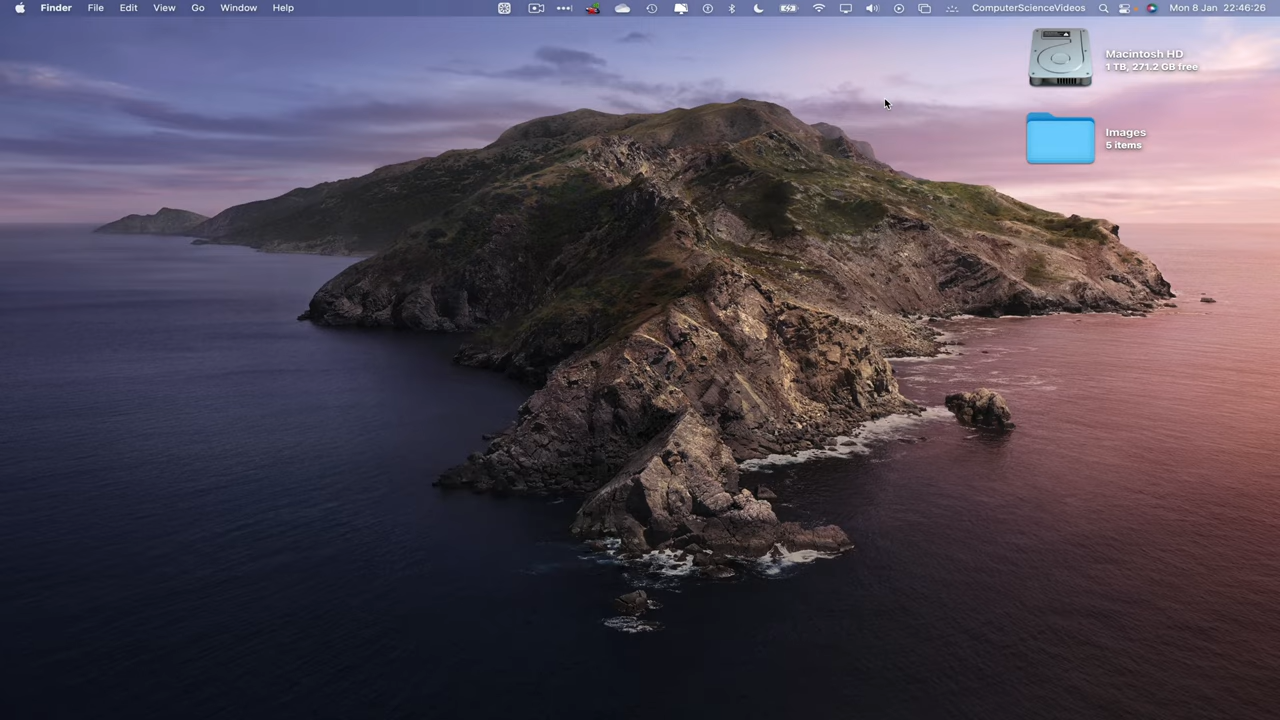 Finder File Edit View Go Window Help ComputerScienceVideos Mon 8 Jan 22:46:26
Macintosh HD
1 TB, 271.2 GB free
Images
5 items